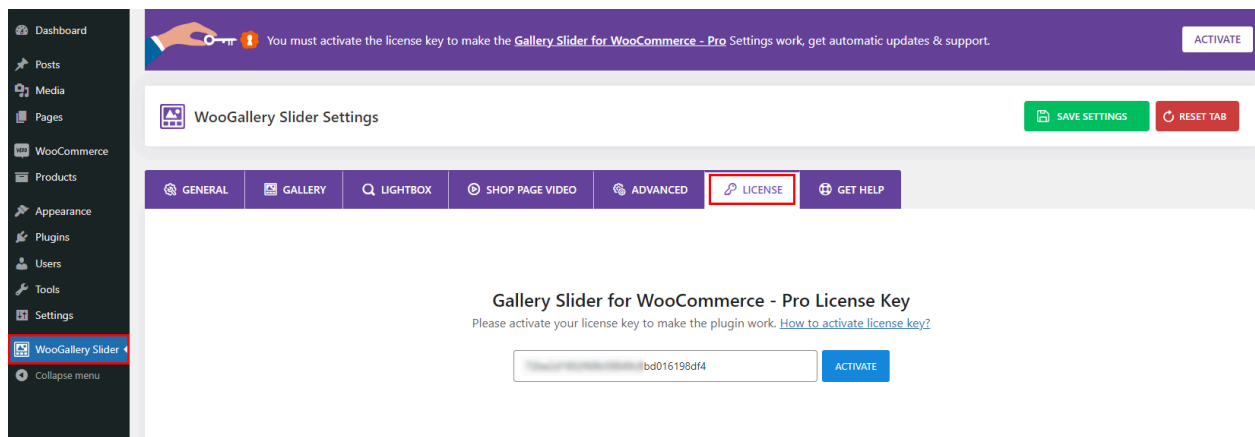 Dashboard
Posts
Media
Pages
WooCommerce
Products
Appearance
Plugins
Users
Tools
Settings
WooGallery Slider
Collapse menu
You must activate the license key to make the Gallery Slider for WooCommerce - Pro Settings work, get automatic updates & support.
ACTIVATE
WooGallery Slider Settings
SAVE SETTINGS
RESET TAB
GENERAL
GALLERY
LIGHTBOX
SHOP PAGE VIDEO
ADVANCED
LICENSE
GET HELP
Gallery Slider for WooCommerce - Pro License Key
Please activate your license key to make the plugin work. How to activate license key?
bd016198df4
ACTIVATE